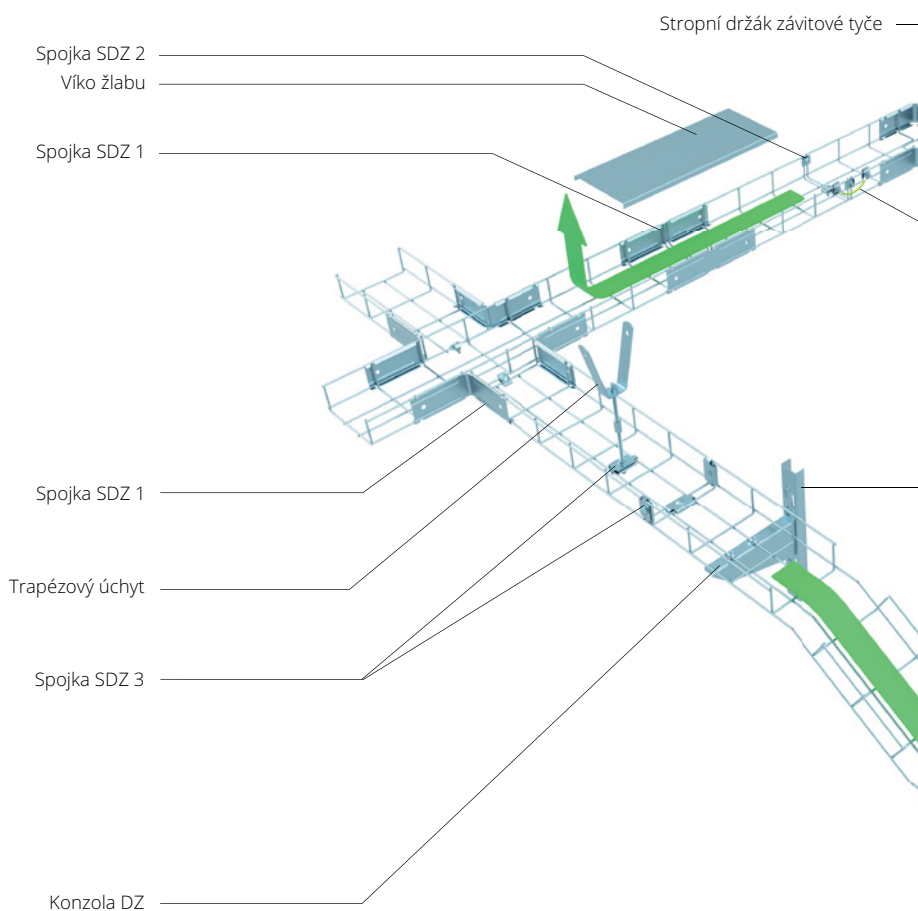 Stropní držák závitové tyče
Spojka SDZ 2
Víko žlabu
Spojka SDZ 1
Spojka SDZ 1
Trapézový úchyt
Spojka SDZ 3
Konzola DZ